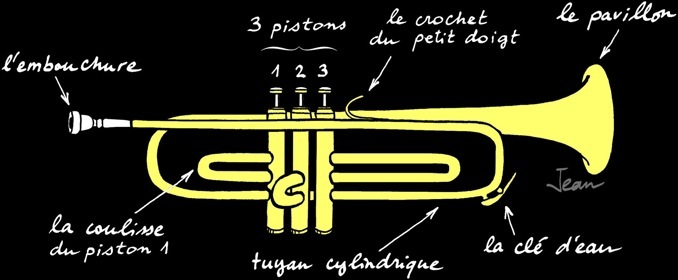 3 pistons
1 2 3
le crochet
du petit doigt
le pavillon
l'embouchure
Jean
la coulisse
du piston 1
tuyau cylindrique
la clé d'eau